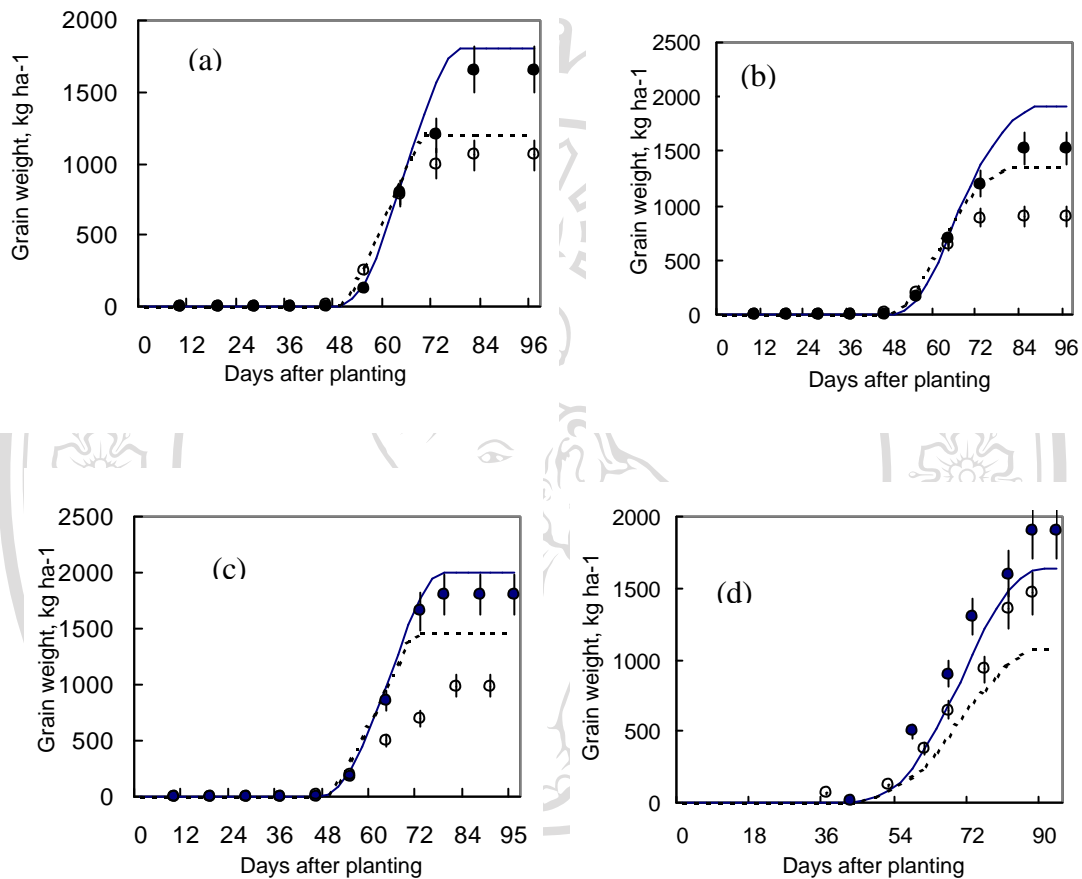 (a)
Grain weight, kg ha-1
2000
1500
1000
500
0
0 12 24 36 48 60 72 84 96
Days after planting
(b)
Grain weight, kg ha-1
2500
2000
1500
1000
500
0
0 12 24 36 48 60 72 84 96
Days after planting
(c)
Grain weight, kg ha-1
2500
2000
1500
1000
500
0
0 12 24 36 48 60 72 84 95
Days after planting
(d)
Grain weight, kg ha-1
2000
1500
1000
500
0
0 18 36 54 72 90
Days after planting